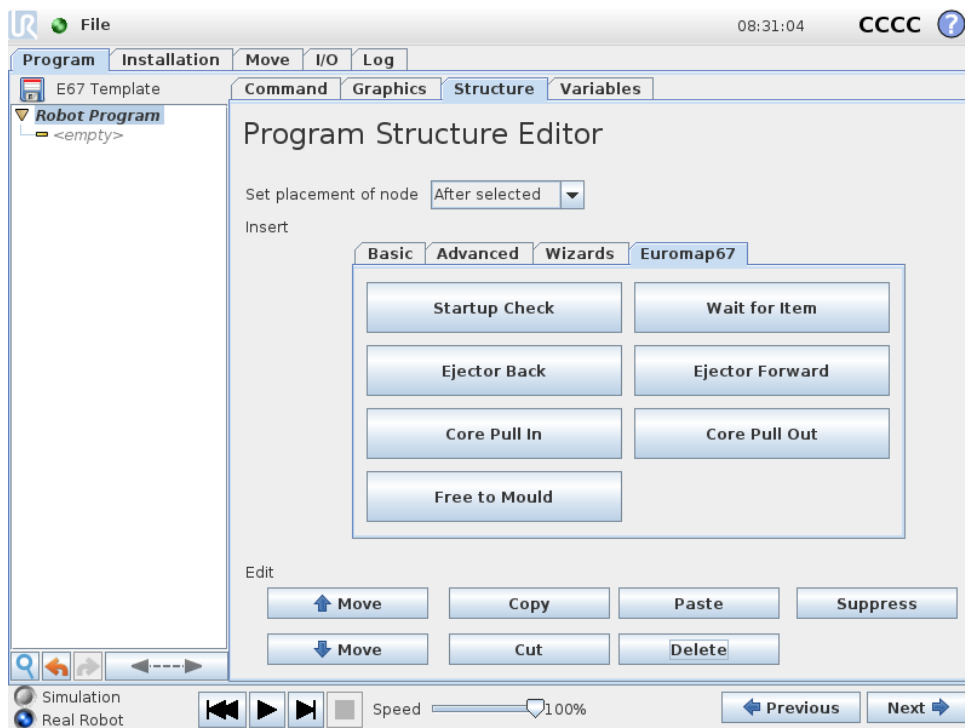 UR File 08:31:04 CCCC ?
Program Installation Move I/O Log
E67 Template Command Graphics Structure Variables
Robot Program
<empty>
Program Structure Editor
Set placement of node After selected
Insert
Basic Advanced Wizards Euromap67
Startup Check Wait for Item
Ejector Back Ejector Forward
Core Pull In Core Pull Out
Free to Mould
Edit
Move Copy Paste Suppress
Move Cut Delete
Simulation
Real Robot
Speed 100% Previous Next